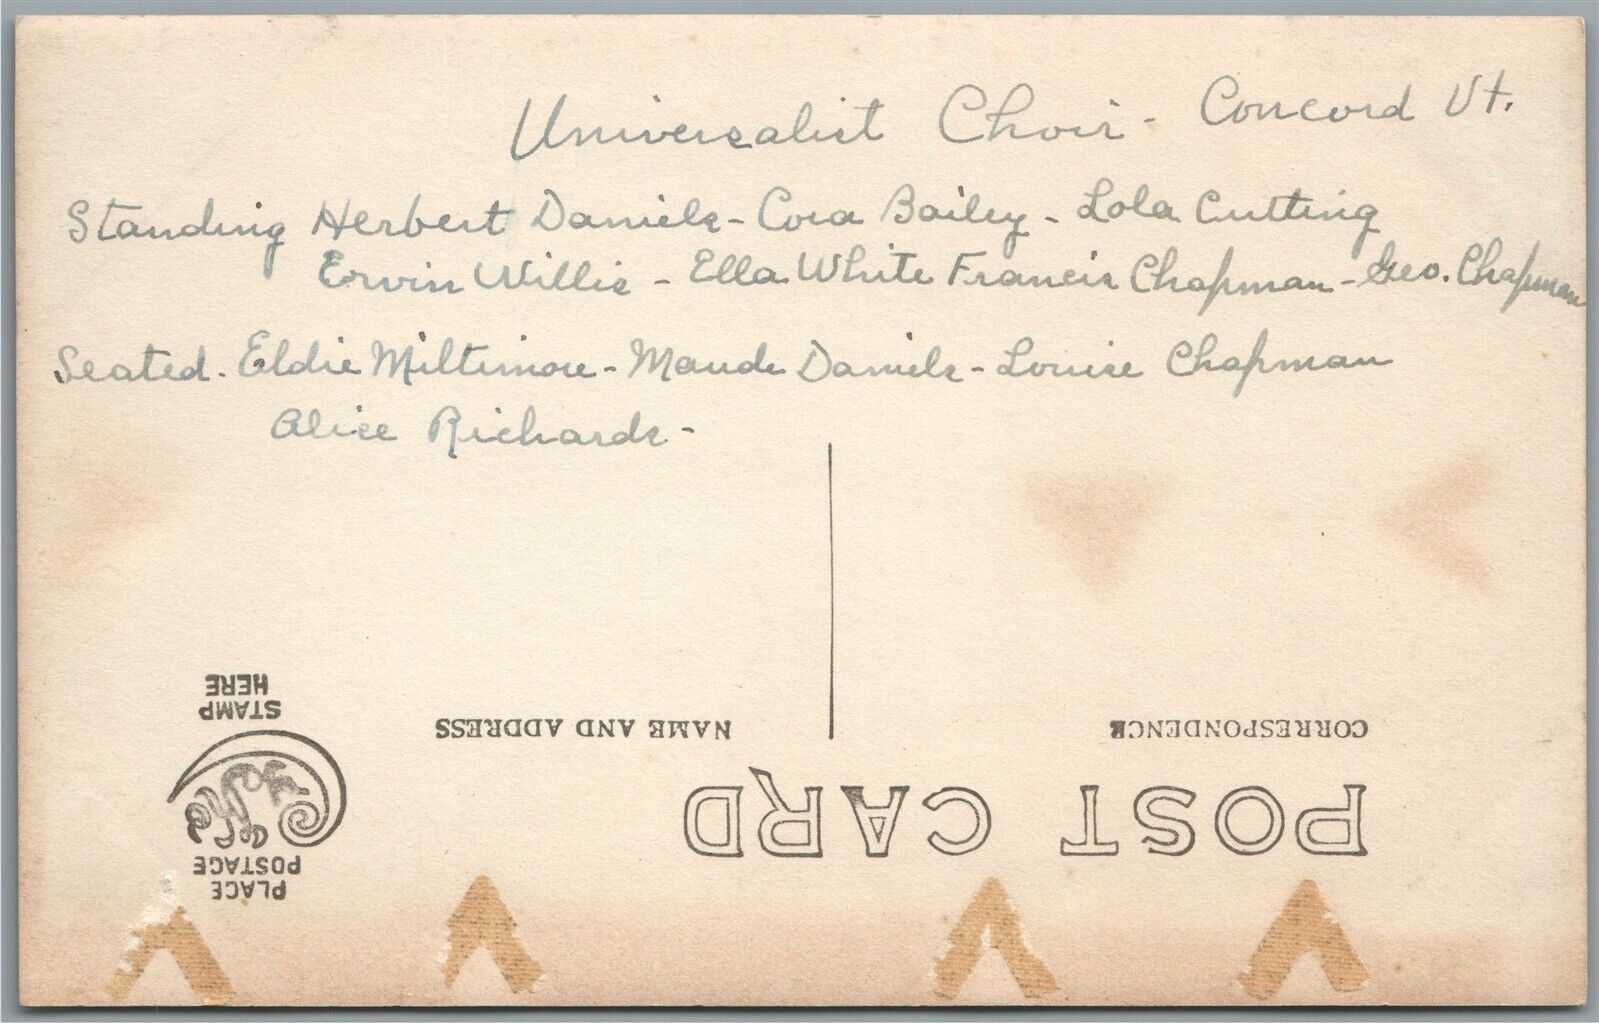 Universalist Choir - Concord Vt.
Standing Herbert Daniels - Cora Bailey - Lola Cutting
Ervin Willis - Ella White Francis Chapman - Geo. Chapman
Seated. Eldie Miltimore - Maude Daniels - Louise Chapman
Alice Richards -
POST CARD
CORRESPONDENCE
NAME AND ADDRESS
PLACE
POSTAGE
STAMP
HERE